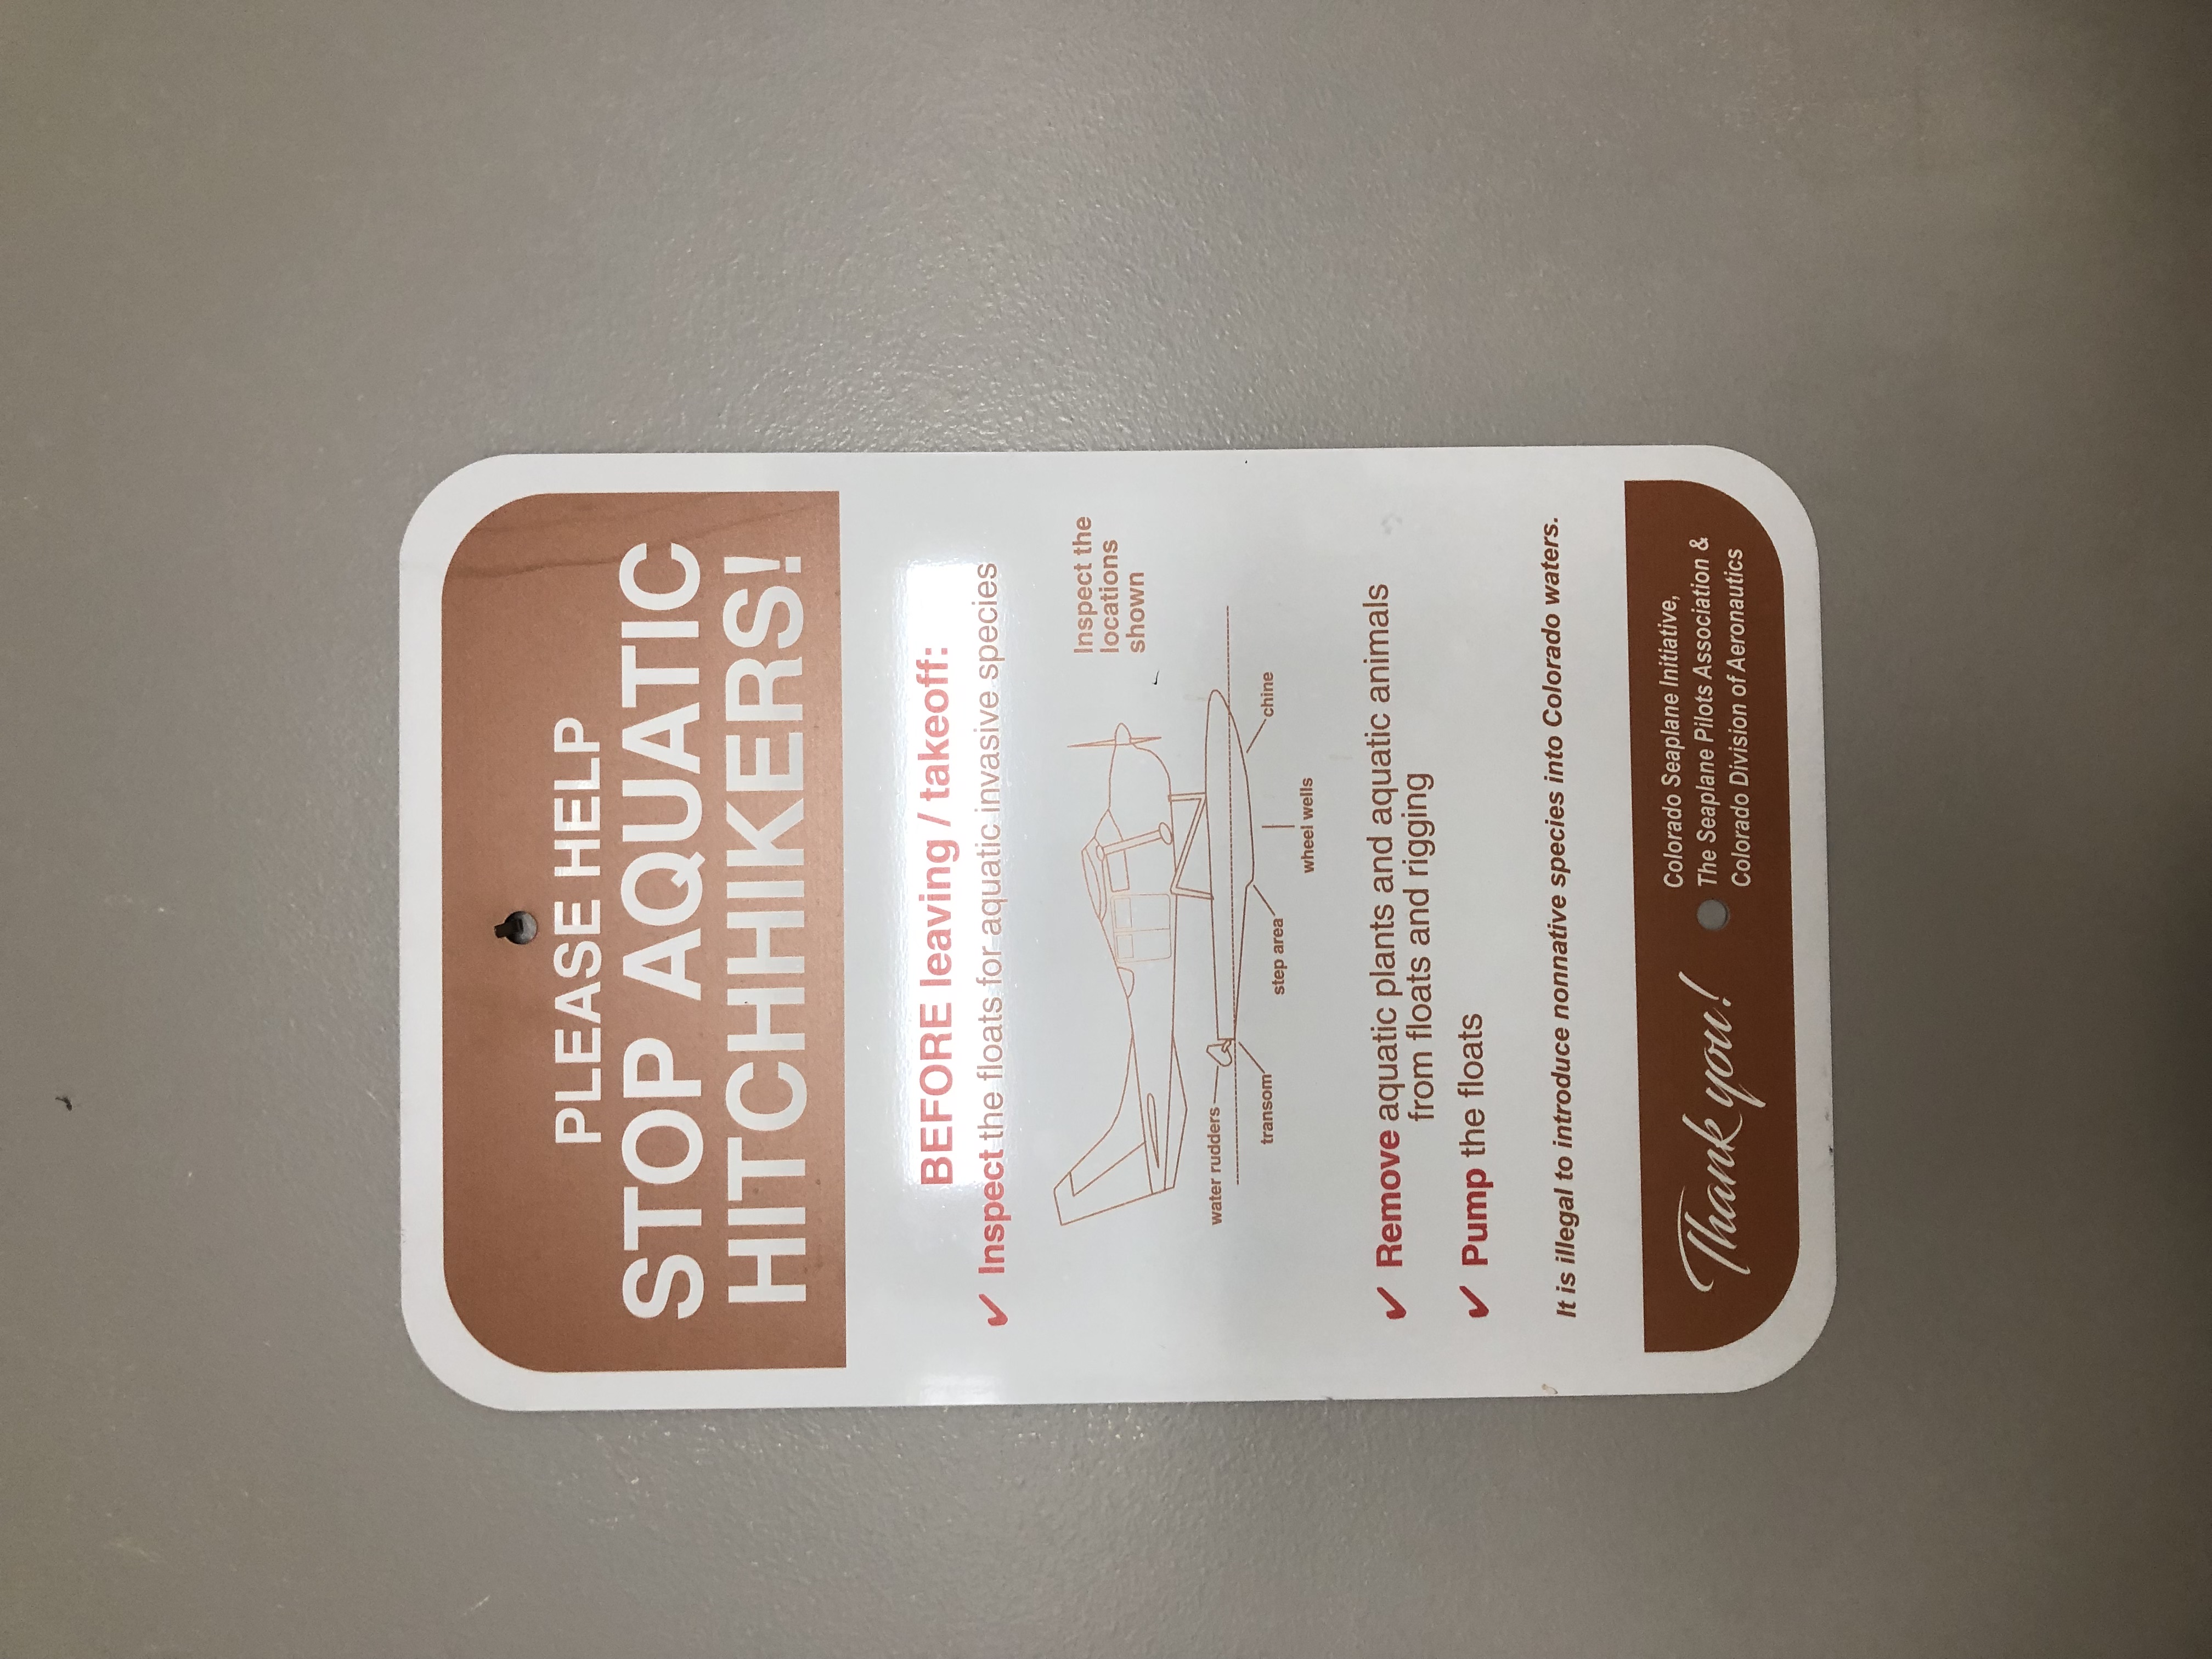 PLEASE HELP
STOP AQUATIC
HITCHHIKERS!
BEFORE leaving / takeoff:
✓ Inspect the floats for aquatic invasive species
Inspect the
locations
shown
water rudders
transom
step area
wheel wells
chine
✓ Remove aquatic plants and aquatic animals
from floats and rigging
✓ Pump the floats
It is illegal to introduce nonnative species into Colorado waters.
Thank you!
Colorado Seaplane Initiative,
The Seaplane Pilots Association &
Colorado Division of Aeronautics